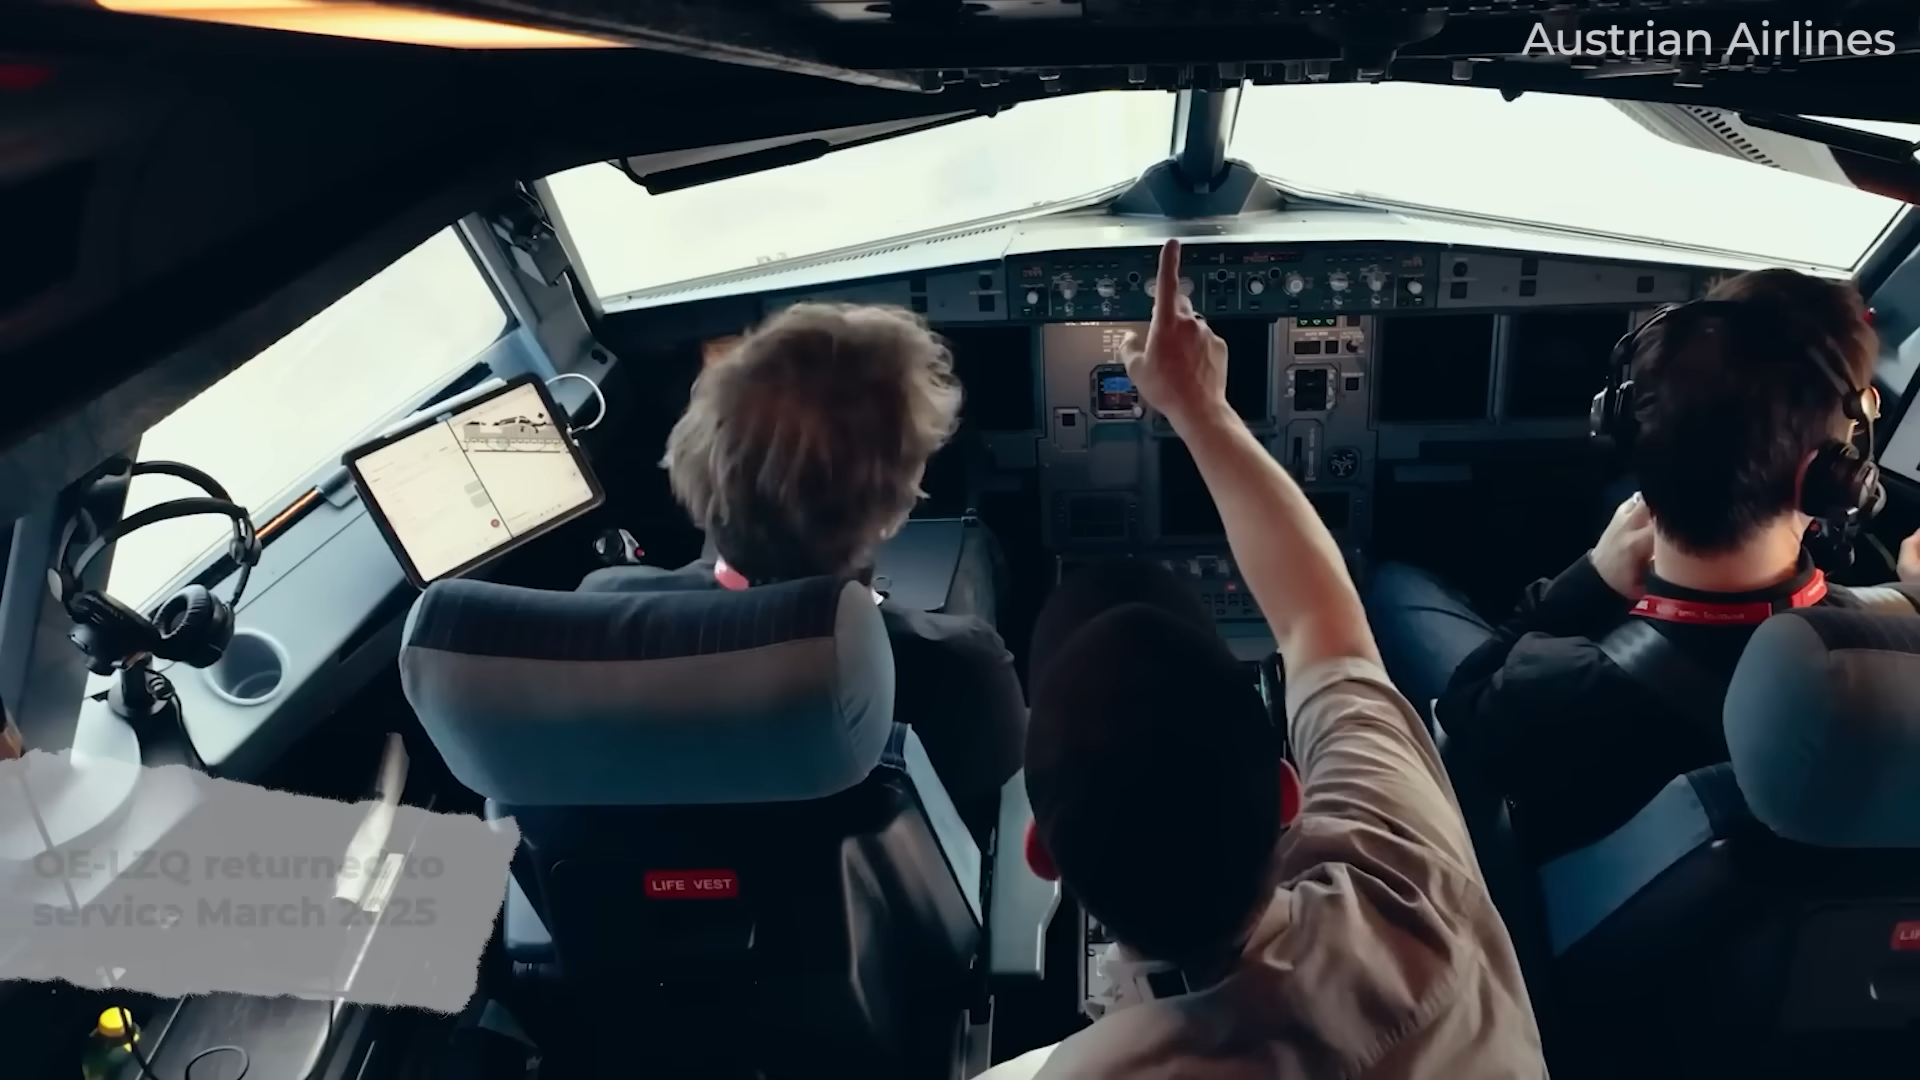 Austrian Airlines
LIFE VEST
OE-LZQ returned to
service March 2025